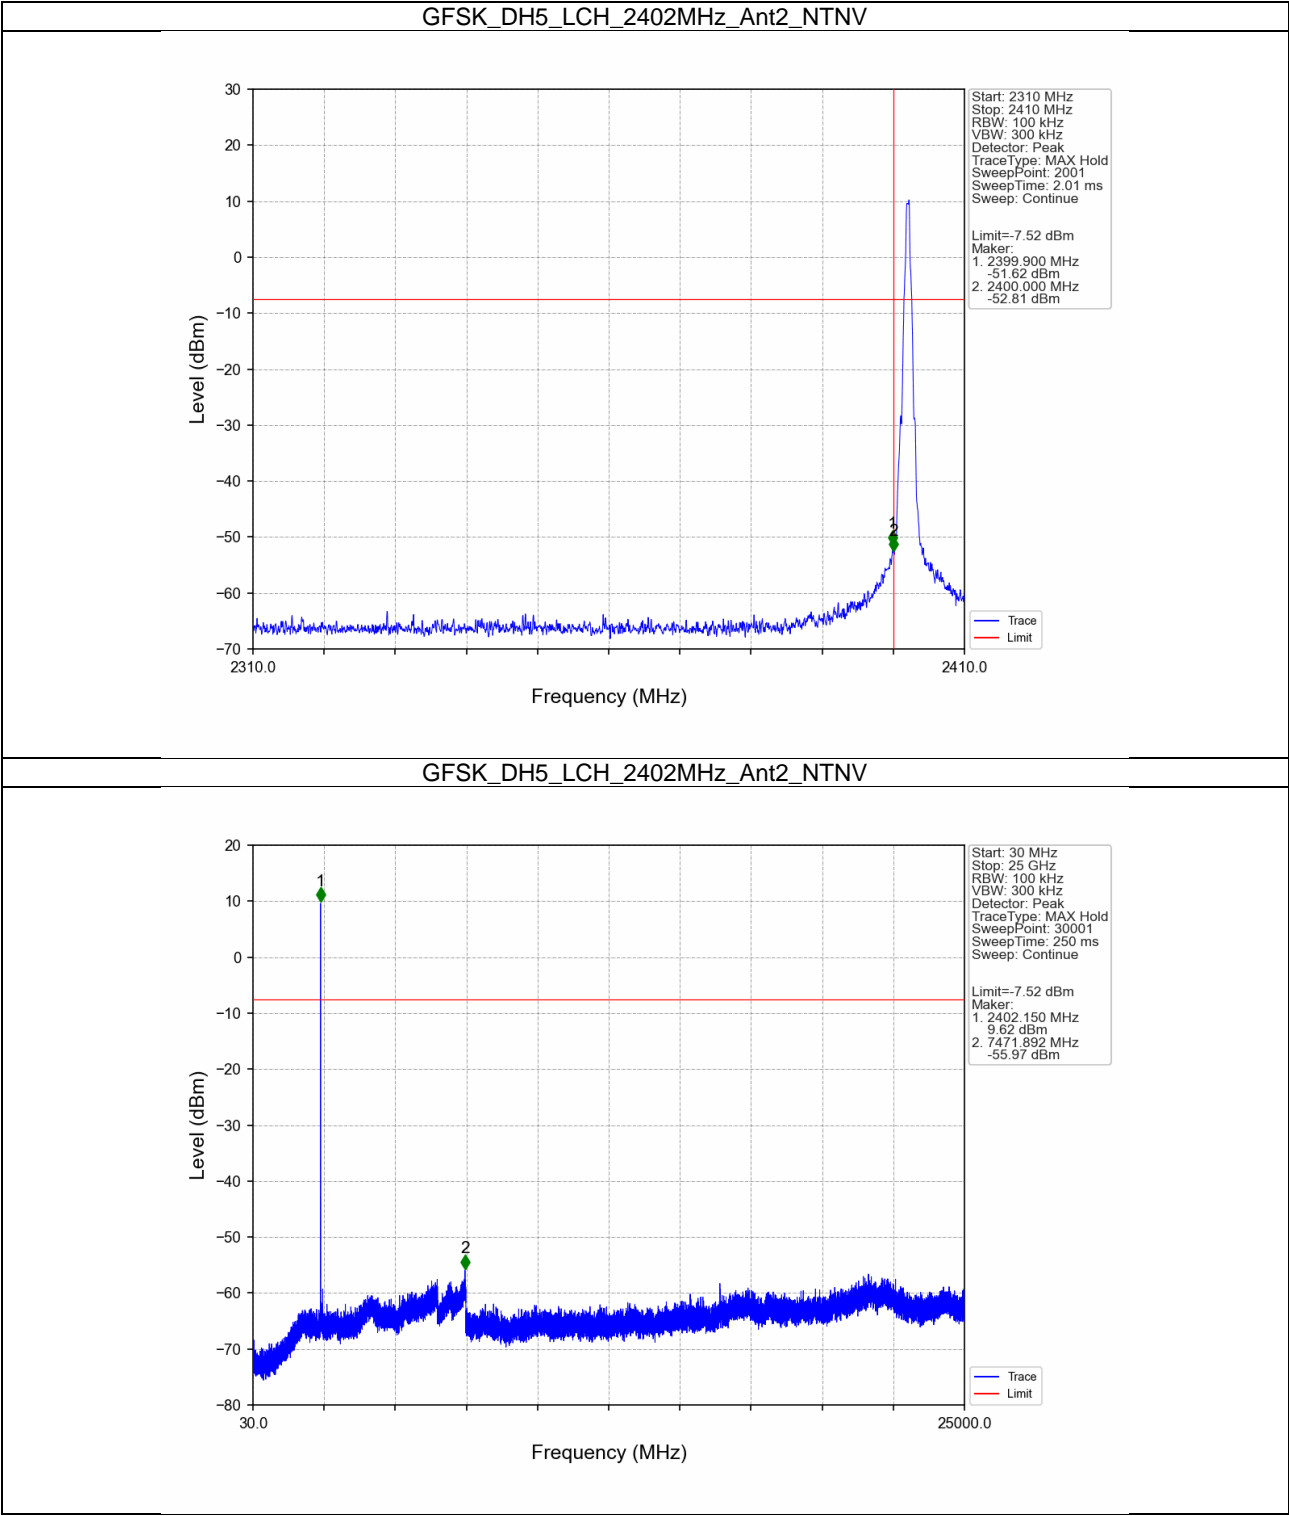 GFSK_DH5_LCH_2402MHz_Ant2_NTNV
30
20
10
0
−10
−20
−30
−40
−50
−60
−70
Level (dBm)
2310.0
2410.0
Frequency (MHz)
1
2
Start: 2310 MHz
Stop: 2410 MHz
RBW: 100 kHz
VBW: 300 kHz
Detector: Peak
TraceType: MAX Hold
SweepPoint: 2001
SweepTime: 2.01 ms
Sweep: Continue
Limit=-7.52 dBm
Maker:
1. 2399.900 MHz
-51.62 dBm
2. 2400.000 MHz
-52.81 dBm
Trace
Limit
GFSK_DH5_LCH_2402MHz_Ant2_NTNV
20
10
0
−10
−20
−30
−40
−50
−60
−70
−80
Level (dBm)
30.0
25000.0
Frequency (MHz)
1
2
Start: 30 MHz
Stop: 25 GHz
RBW: 100 kHz
VBW: 300 kHz
Detector: Peak
TraceType: MAX Hold
SweepPoint: 30001
SweepTime: 250 ms
Sweep: Continue
Limit=-7.52 dBm
Maker:
1. 2402.150 MHz
9.62 dBm
2. 7471.892 MHz
-55.97 dBm
Trace
Limit